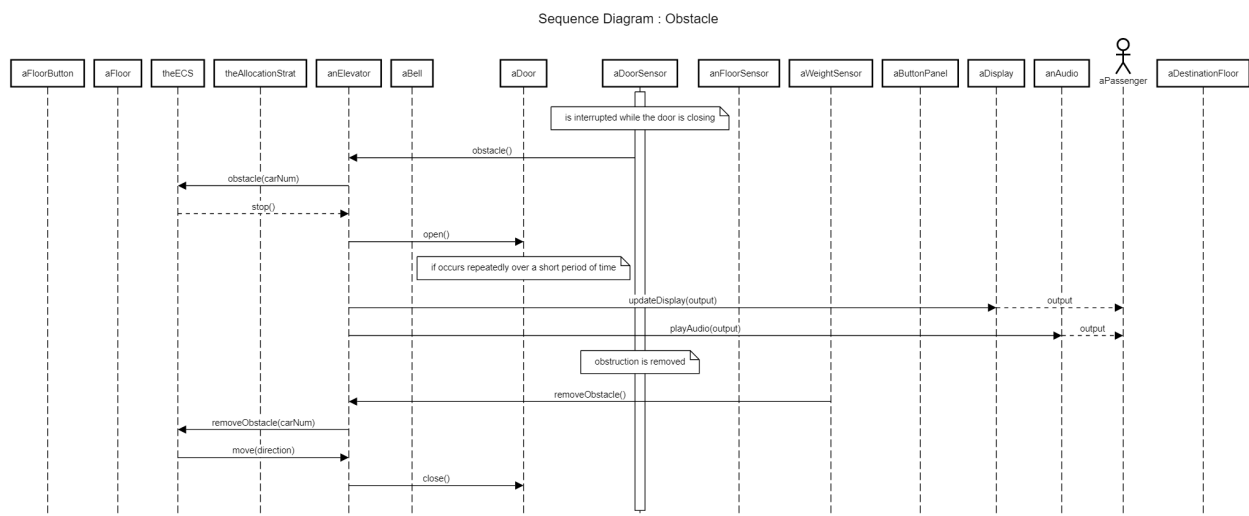 Sequence Diagram : Obstacle
aFloorButton
aFloor
theECS
theAllocationStrat
anElevator
aBell
aDoor
aDoorSensor
anFloorSensor
aWeightSensor
aButtonPanel
aDisplay
anAudio
aPassenger
aDestinationFloor
is interrupted while the door is closing
obstacle()
obstacle(carNum)
stop()
open()
if occurs repeatedly over a short period of time
updateDisplay(output)
output
playAudio(output)
output
obstruction is removed
removeObstacle()
removeObstacle(carNum)
move(direction)
close()